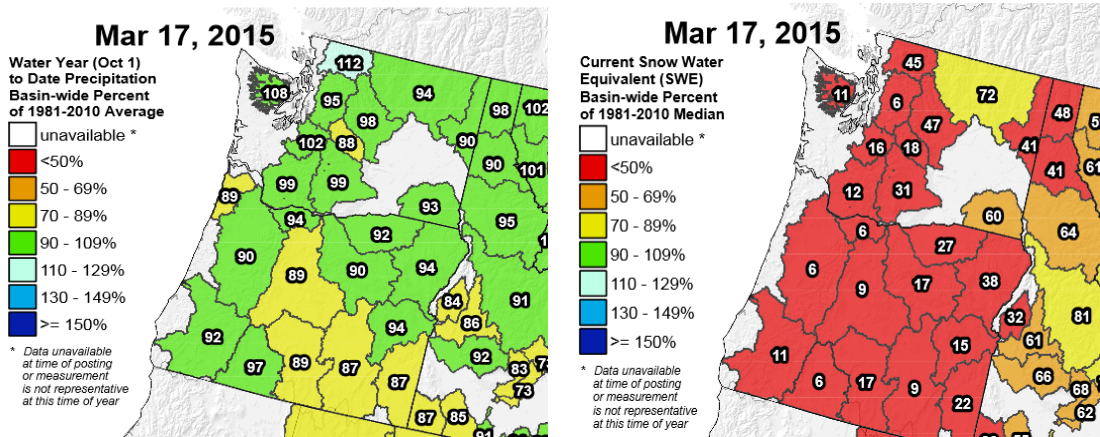 Mar 17, 2015
Water Year (Oct 1)
to Date Precipitation
Basin-wide Percent
of 1981-2010 Average
unavailable *
<50%
50 - 69%
70 - 89%
90 - 109%
110 - 129%
130 - 149%
>= 150%
* Data unavailable
at time of posting
or measurement
is not representative
at this time of year
112
108
95
94
98
98
102
102
88
90
90
101
99
99
89
93
95
94
92
90
89
90
94
84
91
86
92
94
92
97
89
87
87
83
73
87
85
91
Mar 17, 2015
Current Snow Water
Equivalent (SWE)
Basin-wide Percent
of 1981-2010 Median
unavailable *
<50%
50 - 69%
70 - 89%
90 - 109%
110 - 129%
130 - 149%
>= 150%
* Data unavailable
at time of posting
or measurement
is not representative
at this time of year
45
11
6
72
48
47
16
18
41
41
61
12
31
60
64
6
27
6
9
17
38
32
81
61
15
66
11
6
17
9
22
68
62